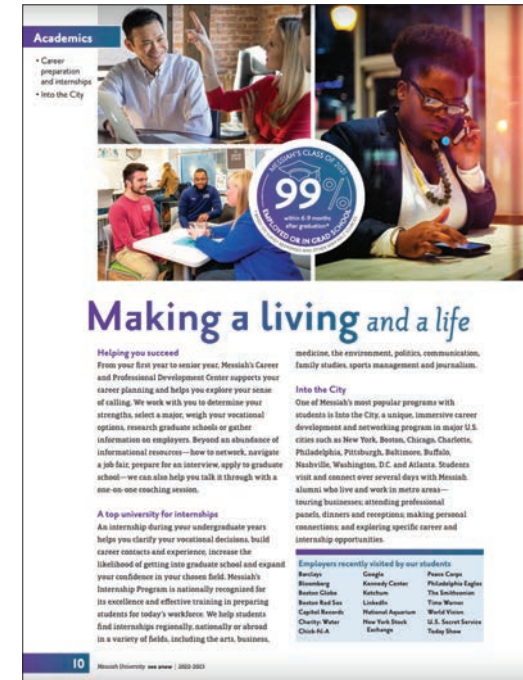 Academics
• Career
preparation
and internships
• Into the City
MESSIAH'S CLASS OF 2021
99%
within 6-9 months
after graduation*
EMPLOYED OR IN GRAD SCHOOL
Making a living and a life
Helping you succeed
From your first year to senior year, Messiah's Career
and Professional Development Center supports your
career planning and helps you explore your sense
of calling. We work with you to determine your
strengths, select a major, weigh your vocational
options, research graduate schools or gather
information on employers. Beyond an abundance of
informational resources—how to network, navigate
a job fair, prepare for an interview, apply to graduate
school—we can also help you talk it through with a
one-on-one coaching session.
A top university for internships
An internship during your undergraduate years
helps you clarify your vocational decisions, build
career contacts and experience, increase the
likelihood of getting into graduate school and expand
your confidence in your chosen field. Messiah's
Internship Program is nationally recognized for
its excellence and effective training in preparing
students for today's workforce. We help students
find internships regionally, nationally or abroad
in a variety of fields, including the arts, business,
medicine, the environment, politics, communication,
family studies, sports management and journalism.
Into the City
One of Messiah's most popular programs with
students is Into the City, a unique, immersive career
development and networking program in major U.S.
cities such as New York, Boston, Chicago, Charlotte,
Philadelphia, Pittsburgh, Baltimore, Buffalo,
Nashville, Washington, D.C. and Atlanta. Students
visit and connect over several days with Messiah
alumni who live and work in metro areas—
touring businesses; attending professional
panels, dinners and receptions; making personal
connections; and exploring specific career and
internship opportunities.
Employers recently visited by our students
Barclays
Bloomberg
Boston Globe
Boston Red Sox
Capitol Records
Charity: Water
Chick-fil-A
Google
Kennedy Center
Ketchum
LinkedIn
National Aquarium
New York Stock
Exchange
Peace Corps
Philadelphia Eagles
The Smithsonian
Time Warner
World Vision
U.S. Secret Service
Today Show
10 Messiah University see anew | 2022-2023